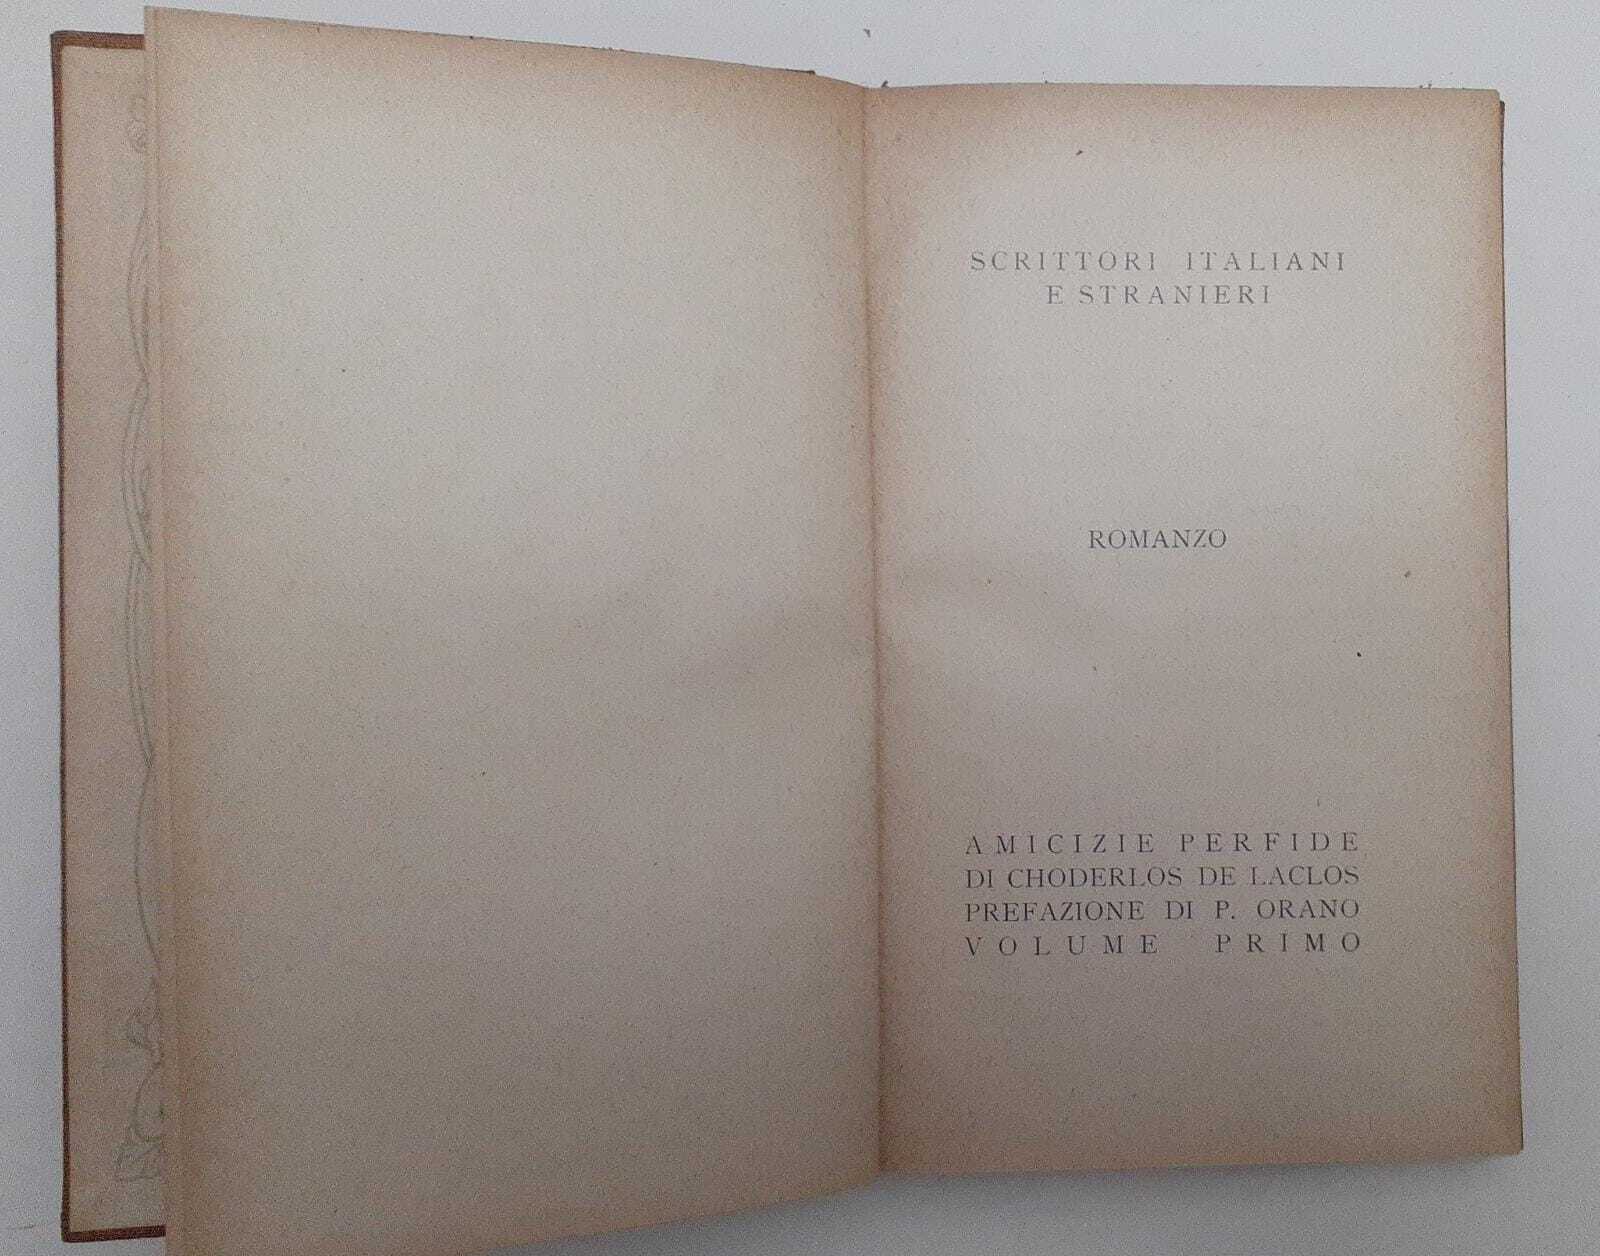 SCRITTORI ITALIANI
E STRANIERI
ROMANZO
AMICIZIE PERFIDE
DI CHODERLOS DE LACLOS
PREFAZIONE DI P. ORANO
VOLUME PRIMO